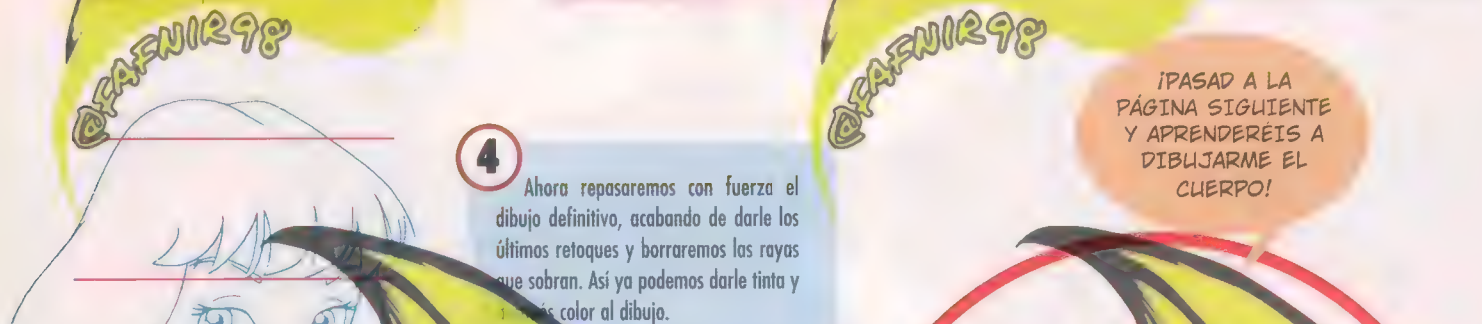 @FAFNIR98
@FAFNIR98
4
Ahora repasaremos con fuerza el
dibujo definitivo, acabando de darle los
últimos retoques y borraremos las rayas
que sobran. Así ya podemos darle tinta y
color al dibujo.
¡PASAD A LA
PÁGINA SIGUIENTE
Y APRENDERÉIS A
DIBUJARME EL
CUERPO!